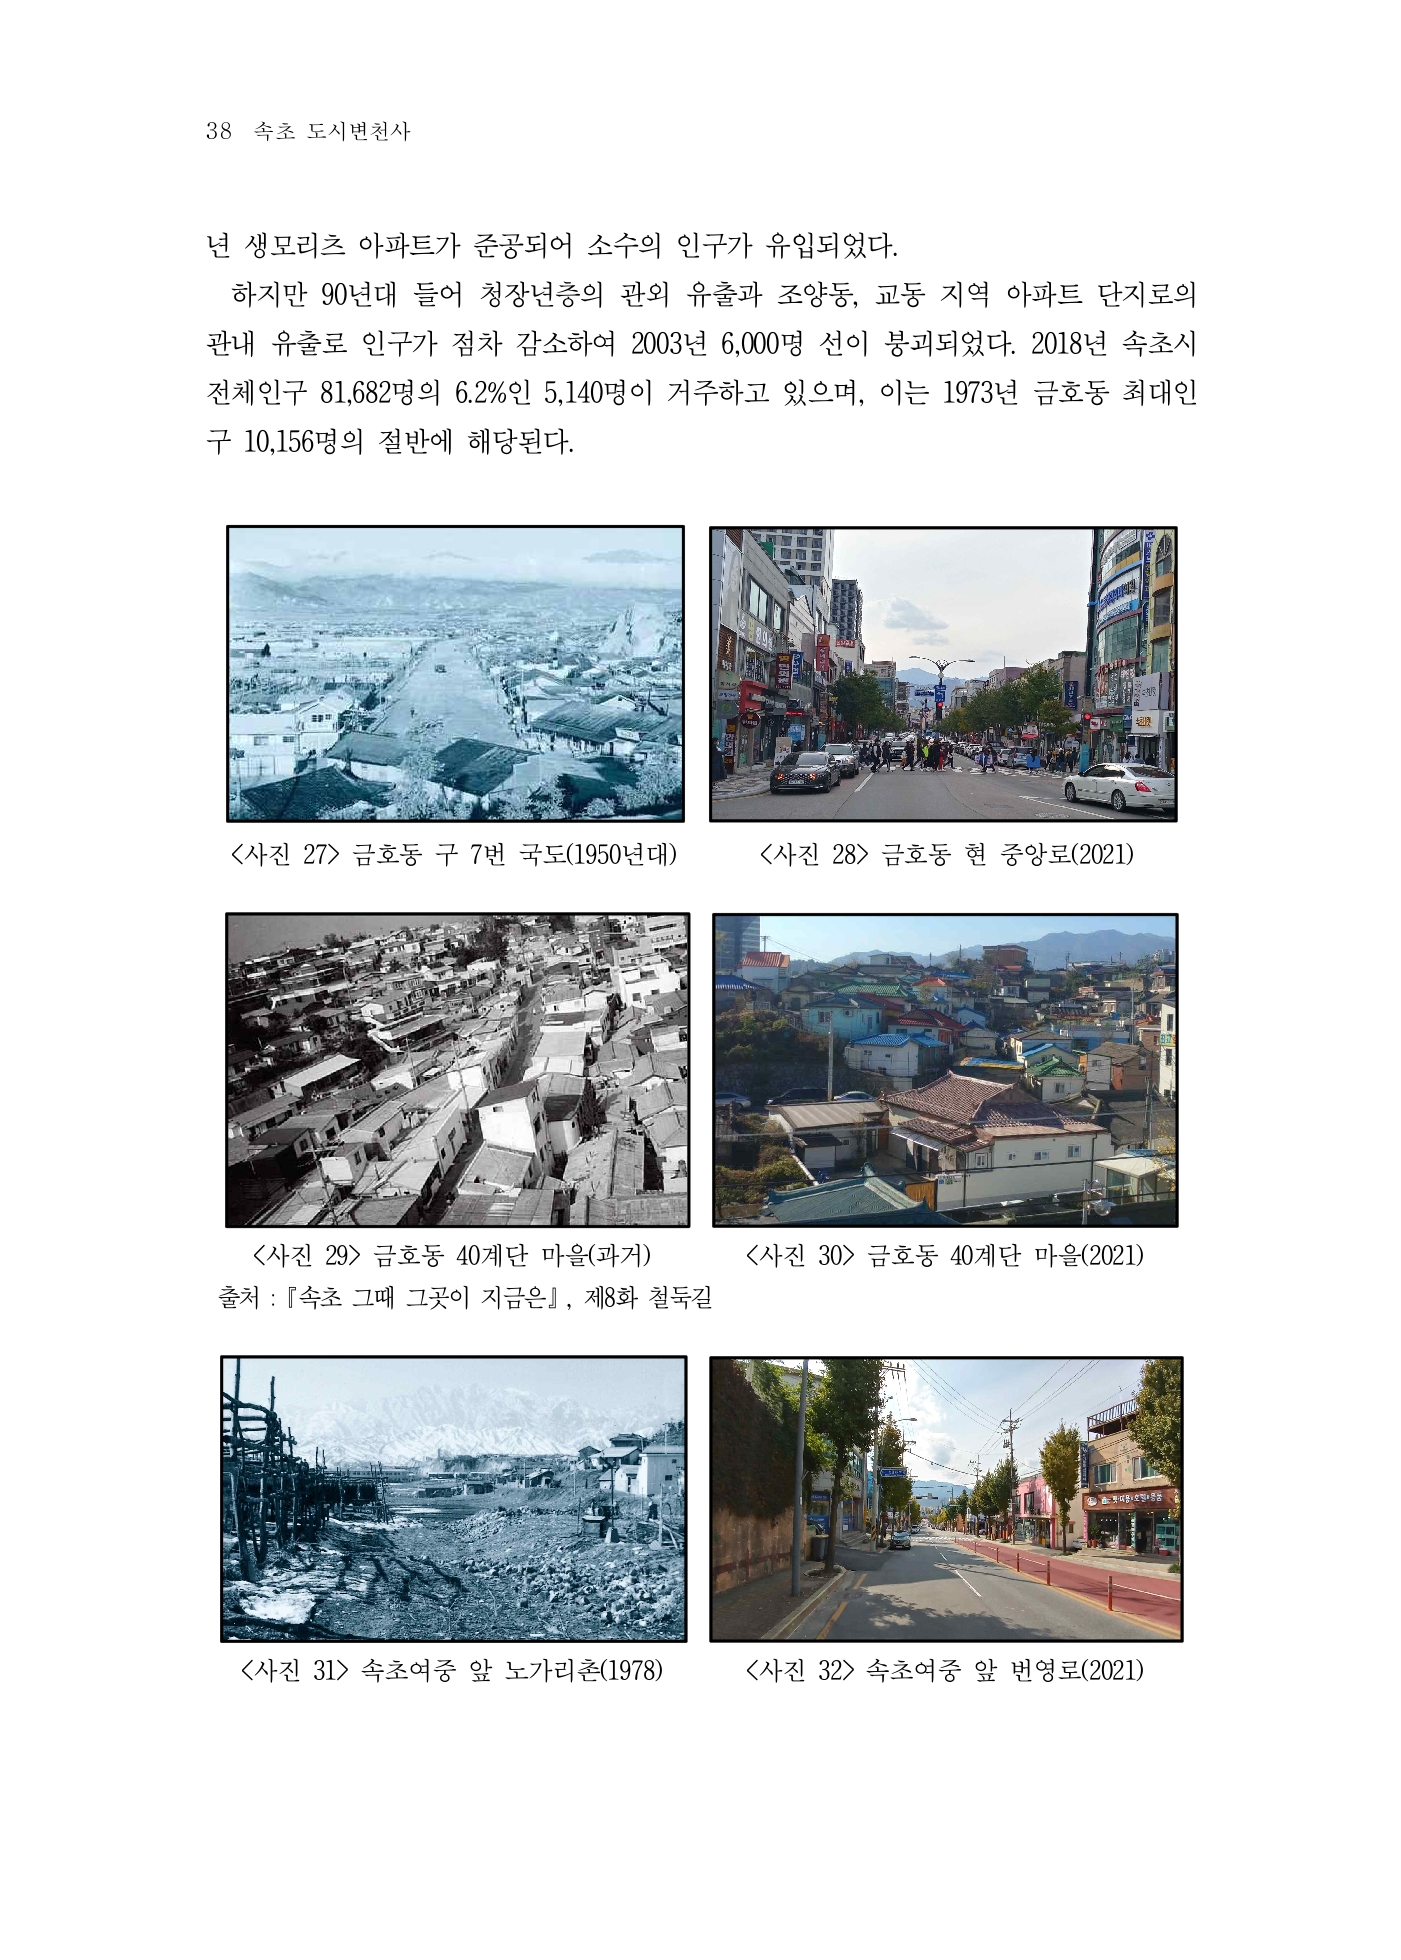 38 속초 도시변천사
년 생모리츠 아파트가 준공되어 소수의 인구가 유입되었다.
하지만 90년대 들어 청장년층의 관외 유출과 조양동, 교동 지역 아파트 단지로의
관내 유출로 인구가 점차 감소하여 2003년 6,000명 선이 붕괴되었다. 2018년 속초시
전체인구 81,682명의 6.2%인 5,140명이 거주하고 있으며, 이는 1973년 금호동 최대인
구 10,156명의 절반에 해당된다.
<사진 27> 금호동 구 7번 국도(1950년대)
<사진 28> 금호동 현 중앙로(2021)
<사진 29> 금호동 40계단 마을(과거)
<사진 30> 금호동 40계단 마을(2021)
출처 : 『속초 그때 그곳이 지금은』, 제8화 철둑길
<사진 31> 속초여중 앞 노가리촌(1978)
<사진 32> 속초여중 앞 번영로(2021)